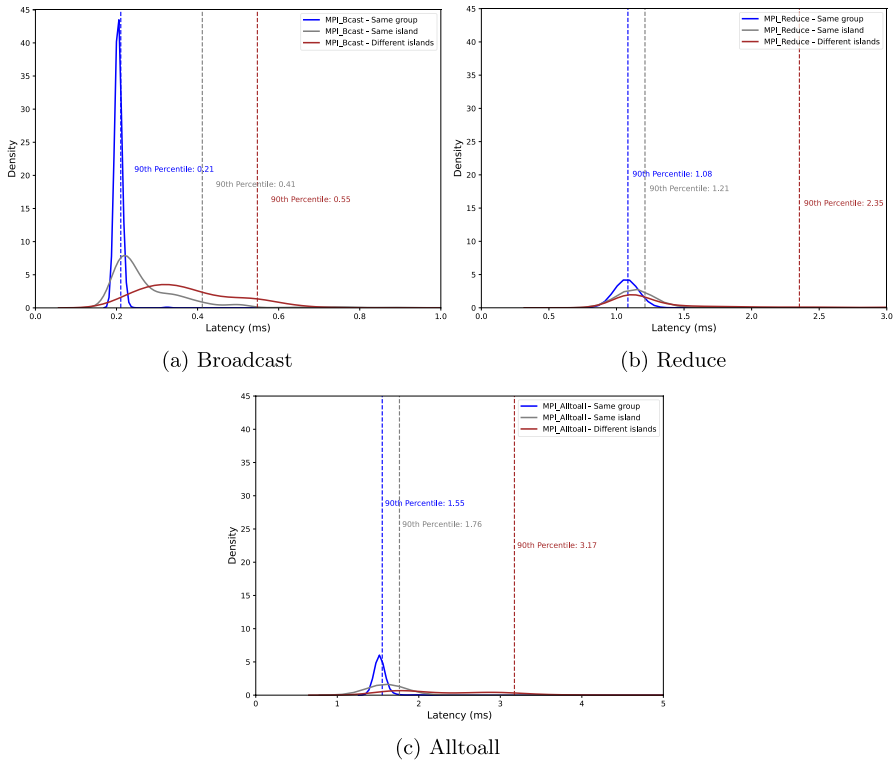 MPI_Bcast – Same group
MPI_Bcast – Same island
MPI_Bcast – Different islands
45
40
35
30
25
20
15
10
5
0
Density
90th Percentile: 0.21
90th Percentile: 0.41
90th Percentile: 0.55
0.0 0.2 0.4 0.6 0.8 1.0
Latency (ms)
(a) Broadcast
MPI_Reduce – Same group
MPI_Reduce – Same island
MPI_Reduce – Different islands
45
40
35
30
25
20
15
10
5
0
Density
90th Percentile: 1.08
90th Percentile: 1.21
90th Percentile: 2.35
0.0 0.5 1.0 1.5 2.0 2.5 3.0
Latency (ms)
(b) Reduce
MPI_Alltoall – Same group
MPI_Alltoall – Same island
MPI_Alltoall – Different islands
45
40
35
30
25
20
15
10
5
0
Density
90th Percentile: 1.55
90th Percentile: 1.76
90th Percentile: 3.17
0 1 2 3 4 5
Latency (ms)
(c) Alltoall